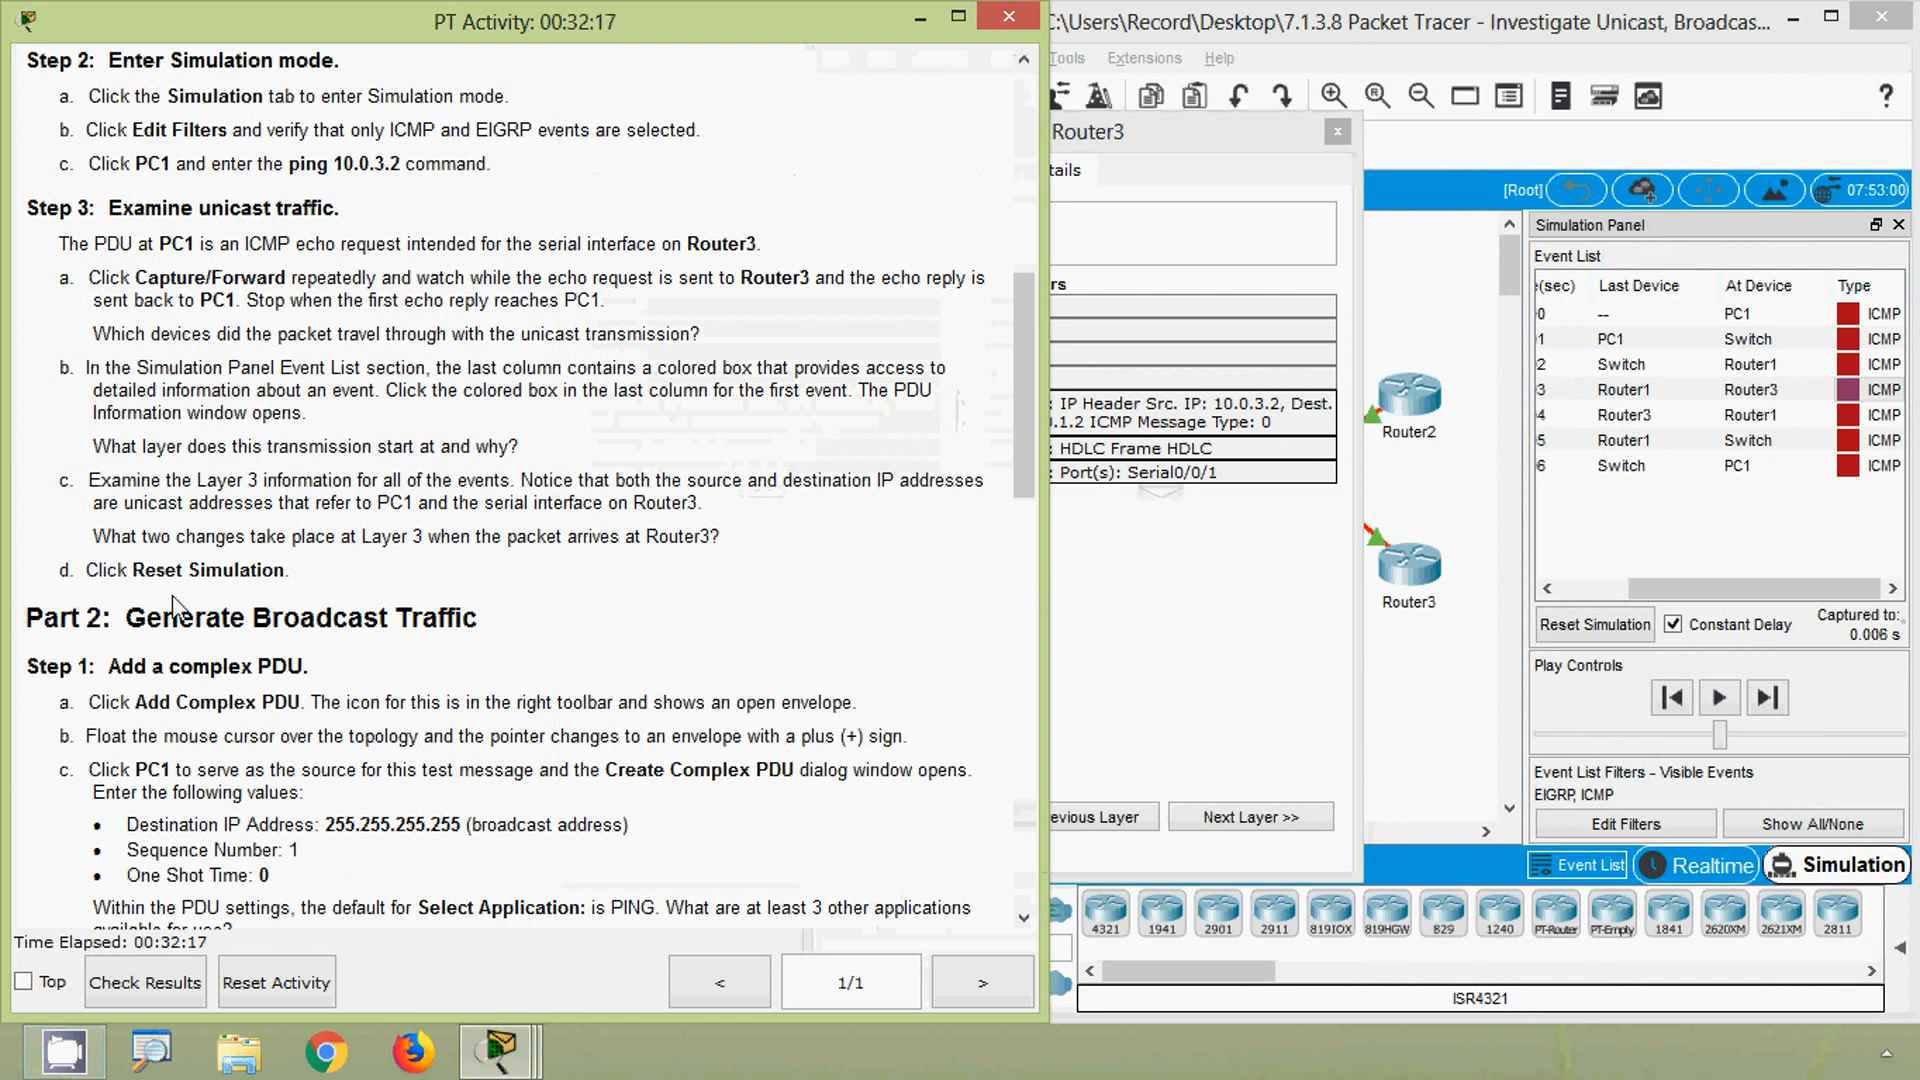 PT Activity: 00:32:17
Step 2: Enter Simulation mode.
a. Click the Simulation tab to enter Simulation mode.
b. Click Edit Filters and verify that only ICMP and EIGRP events are selected.
c. Click PC1 and enter the ping 10.0.3.2 command.
Step 3: Examine unicast traffic.
The PDU at PC1 is an ICMP echo request intended for the serial interface on Router3.
a. Click Capture/Forward repeatedly and watch while the echo request is sent to Router3 and the echo reply is
sent back to PC1. Stop when the first echo reply reaches PC1.
Which devices did the packet travel through with the unicast transmission?
b. In the Simulation Panel Event List section, the last column contains a colored box that provides access to
detailed information about an event. Click the colored box in the last column for the first event. The PDU
Information window opens.
What layer does this transmission start at and why?
c. Examine the Layer 3 information for all of the events. Notice that both the source and destination IP addresses
are unicast addresses that refer to PC1 and the serial interface on Router3.
What two changes take place at Layer 3 when the packet arrives at Router3?
d. Click Reset Simulation.
Part 2: Generate Broadcast Traffic
Step 1: Add a complex PDU.
a. Click Add Complex PDU. The icon for this is in the right toolbar and shows an open envelope.
b. Float the mouse cursor over the topology and the pointer changes to an envelope with a plus (+) sign.
c. Click PC1 to serve as the source for this test message and the Create Complex PDU dialog window opens.
Enter the following values:
• Destination IP Address: 255.255.255.255 (broadcast address)
• Sequence Number: 1
• One Shot Time: 0
Within the PDU settings, the default for Select Application: is PING. What are at least 3 other applications
available for use?
Time Elapsed: 00:32:17
Top
Check Results
Reset Activity
<
1/1
>
C:\Users\Record\Desktop\7.1.3.8 Packet Tracer - Investigate Unicast, Broadcas...
Tools Extensions Help
?
Router3
x
tails
rs
: IP Header Src. IP: 10.0.3.2, Dest.
.1.2 ICMP Message Type: 0
: HDLC Frame HDLC
: Port(s): Serial0/0/1
evious Layer
Next Layer >>
[Root]
07:53:00
Router2
Router3
Simulation Panel
Event List
e(sec) Last Device At Device Type
0 -- PC1 ICMP
1 PC1 Switch ICMP
2 Switch Router1 ICMP
3 Router1 Router3 ICMP
4 Router3 Router1 ICMP
5 Router1 Switch ICMP
6 Switch PC1 ICMP
Reset Simulation
Constant Delay
Captured to:
0.006 s
Play Controls
Event List Filters - Visible Events
EIGRP, ICMP
Edit Filters
Show All/None
Event List
Realtime
Simulation
4321 1941 2901 2911 819IOX 819HGW 829 1240 PT-Router PT-Empty 1841 2620XM 2621XM 2811
ISR4321